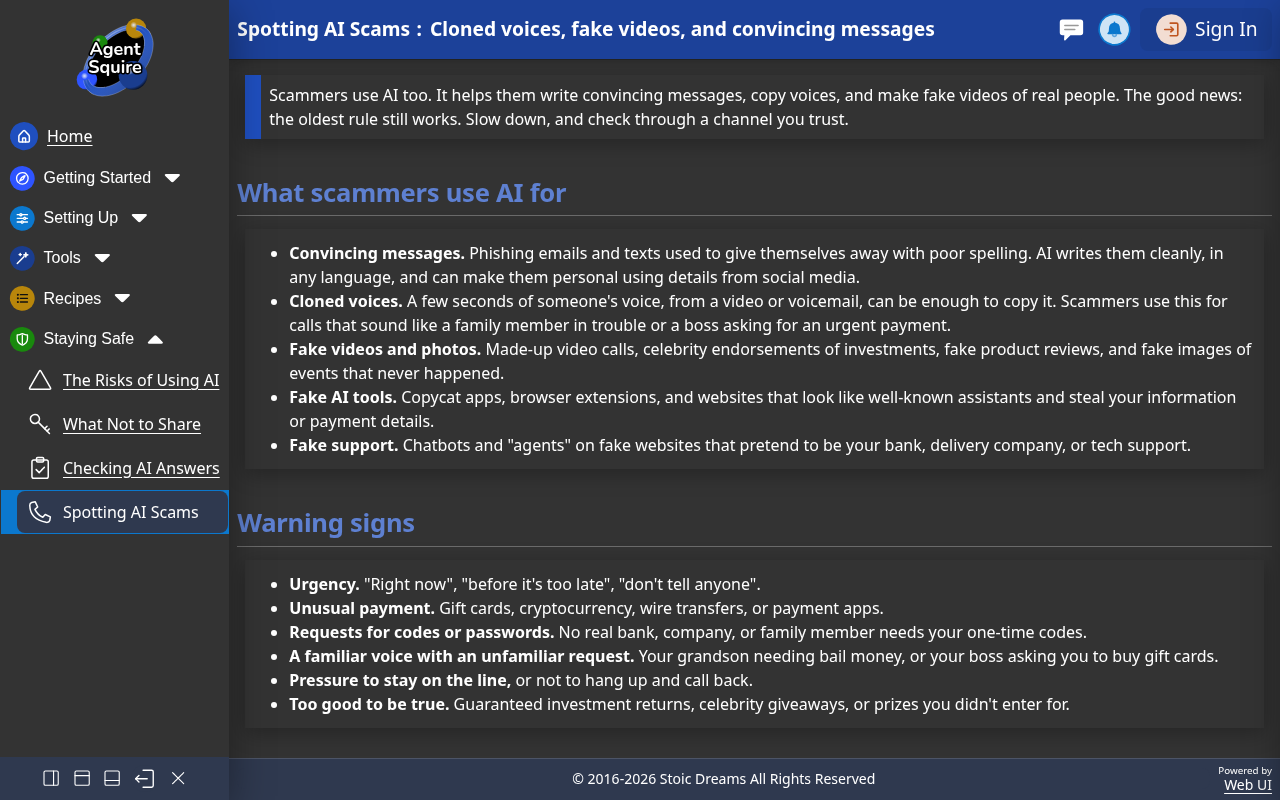 Agent
Squire
Home
Getting Started
Setting Up
Tools
Recipes
Staying Safe
The Risks of Using AI
What Not to Share
Checking AI Answers
Spotting AI Scams
Spotting AI Scams : Cloned voices, fake videos, and convincing messages
Sign In
Scammers use AI too. It helps them write convincing messages, copy voices, and make fake videos of real people. The good news:
the oldest rule still works. Slow down, and check through a channel you trust.
What scammers use AI for
• Convincing messages. Phishing emails and texts used to give themselves away with poor spelling. AI writes them cleanly, in
any language, and can make them personal using details from social media.
• Cloned voices. A few seconds of someone's voice, from a video or voicemail, can be enough to copy it. Scammers use this for
calls that sound like a family member in trouble or a boss asking for an urgent payment.
• Fake videos and photos. Made-up video calls, celebrity endorsements of investments, fake product reviews, and fake images of
events that never happened.
• Fake AI tools. Copycat apps, browser extensions, and websites that look like well-known assistants and steal your information
or payment details.
• Fake support. Chatbots and "agents" on fake websites that pretend to be your bank, delivery company, or tech support.
Warning signs
• Urgency. "Right now", "before it's too late", "don't tell anyone".
• Unusual payment. Gift cards, cryptocurrency, wire transfers, or payment apps.
• Requests for codes or passwords. No real bank, company, or family member needs your one-time codes.
• A familiar voice with an unfamiliar request. Your grandson needing bail money, or your boss asking you to buy gift cards.
• Pressure to stay on the line, or not to hang up and call back.
• Too good to be true. Guaranteed investment returns, celebrity giveaways, or prizes you didn't enter for.
© 2016-2026 Stoic Dreams All Rights Reserved
Powered by
Web UI